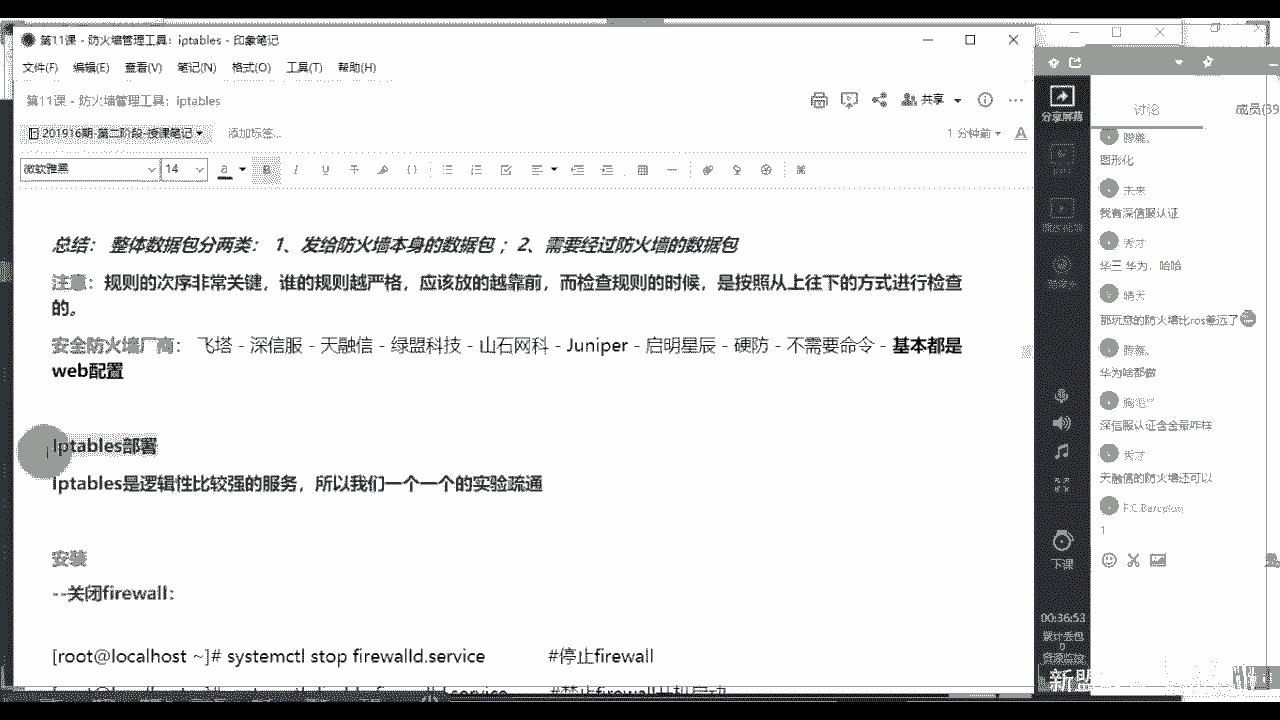 第11课 - 防火墙管理工具：iptables - 印象笔记
文件(F) 编辑(E) 查看(V) 笔记(N) 格式(O) 工具(T) 帮助(H)
第11课 - 防火墙管理工具：iptables
共享
201916期-第二阶段-授课笔记
添加标签...
1 分钟前
微软雅黑 14
总结： 整体数据包分两类： 1、发给防火墙本身的数据包 ；2、需要经过防火墙的数据包
注意：规则的次序非常关键，谁的规则越严格，应该放的越靠前，而检查规则的时候，是按照从上往下的方式进行检查
的。
安全防火墙厂商： 飞塔 - 深信服 - 天融信 - 绿盟科技 - 山石网科 - Juniper - 启明星辰 - 硬防 - 不需要命令 - 基本都是
web配置
Iptables部署
Iptables是逻辑性比较强的服务，所以我们一个一个的实验疏通
安装
--关闭firewall：
[root@localhost ~]# systemctl stop firewalld.service #停止firewall
分享屏幕
下课
00:36:53
累计丢包
0
资源监控
讨论
成员(39
图形化
未来
我有深信服认证
秀才
华三 华为，哈哈
那玩意的防火墙比ros差远了
华为啥都做
深信服认证含金量咋样
秀才
天融信的防火墙还可以
1
新盟